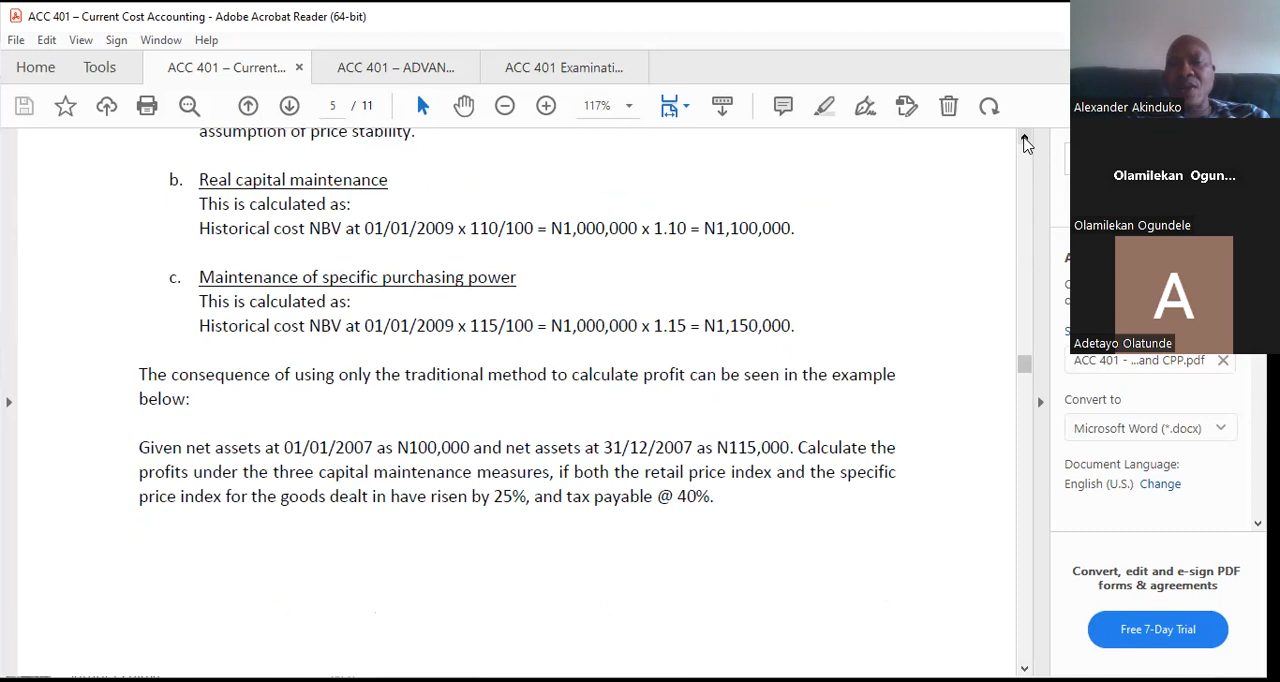 ACC 401 – Current Cost Accounting - Adobe Acrobat Reader (64-bit)
File Edit View Sign Window Help
Home Tools ACC 401 – Current... × ACC 401 – ADVAN... ACC 401 Examinati...
5 / 11 117%
assumption of price stability.
b. Real capital maintenance
This is calculated as:
Historical cost NBV at 01/01/2009 x 110/100 = N1,000,000 x 1.10 = N1,100,000.
c. Maintenance of specific purchasing power
This is calculated as:
Historical cost NBV at 01/01/2009 x 115/100 = N1,000,000 x 1.15 = N1,150,000.
The consequence of using only the traditional method to calculate profit can be seen in the example
below:
Given net assets at 01/01/2007 as N100,000 and net assets at 31/12/2007 as N115,000. Calculate the
profits under the three capital maintenance measures, if both the retail price index and the specific
price index for the goods dealt in have risen by 25%, and tax payable @ 40%.
Alexander Akinduko
Olamilekan Ogun...
Olamilekan Ogundele
A
Adetayo Olatunde
ACC 401 - ...and CPP.pdf
Convert to
Microsoft Word (*.docx)
Document Language:
English (U.S.) Change
Convert, edit and e-sign PDF
forms & agreements
Free 7-Day Trial